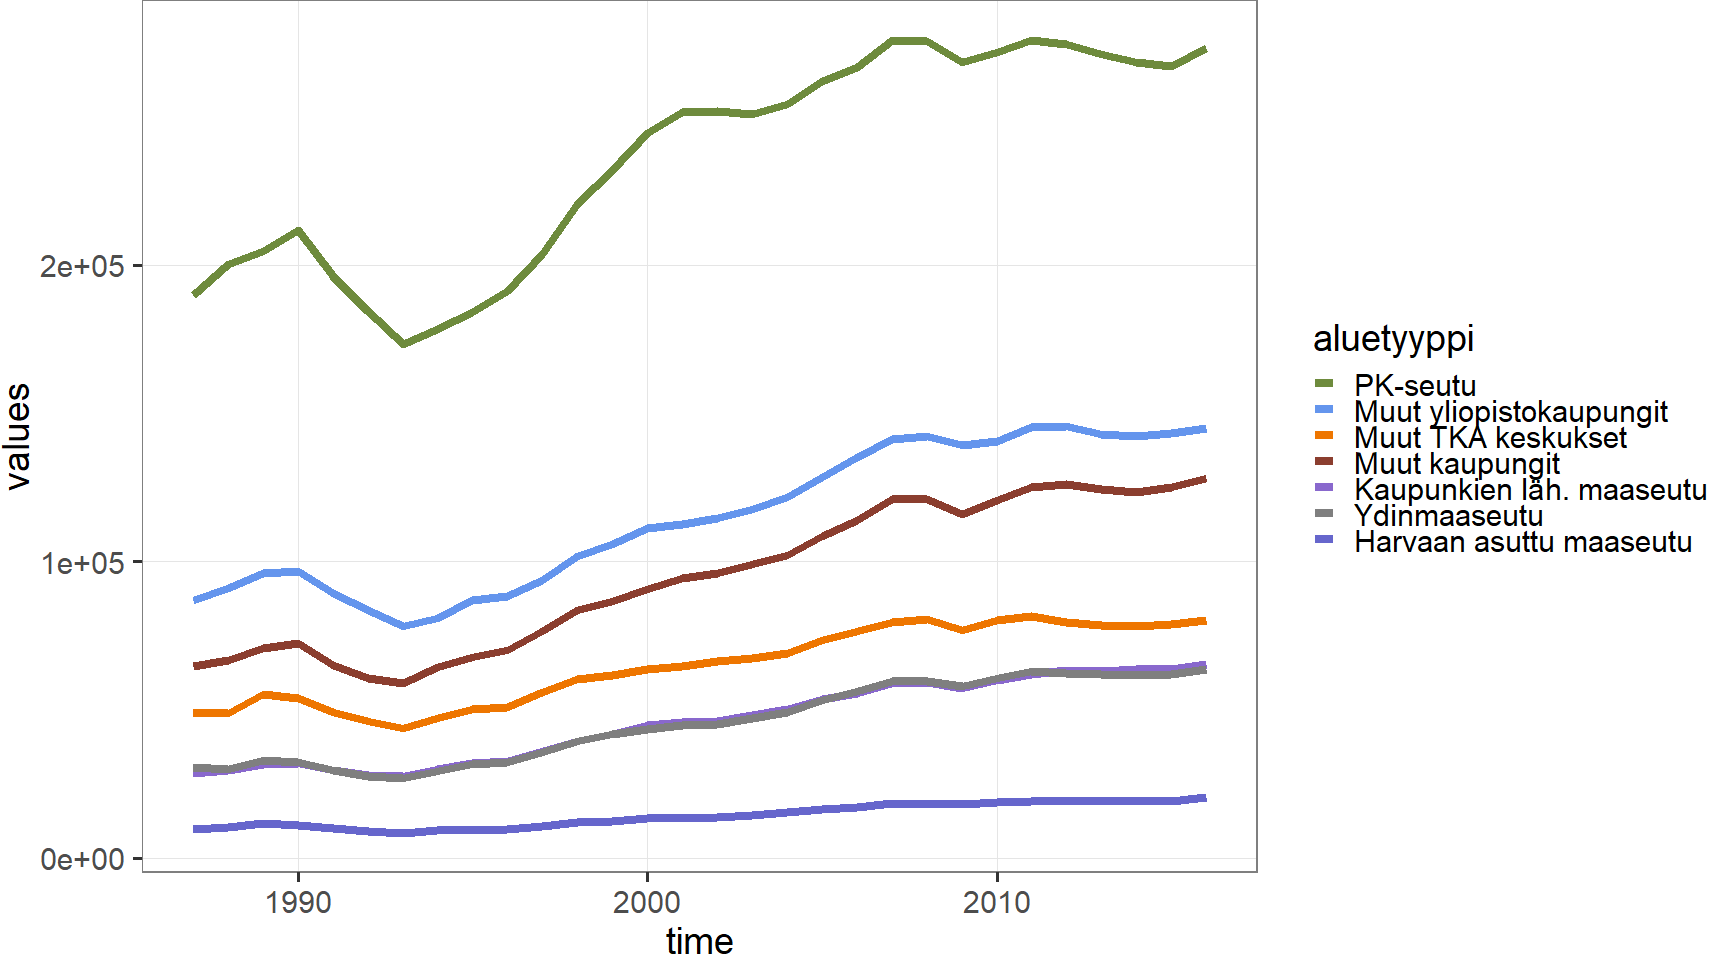 values
2e+05
1e+05
0e+00
1990
2000
2010
time
aluetyyppi
PK-seutu
Muut yliopistokaupungit
Muut TKA keskukset
Muut kaupungit
Kaupunkien läh. maaseutu
Ydinmaaseutu
Harvaan asuttu maaseutu